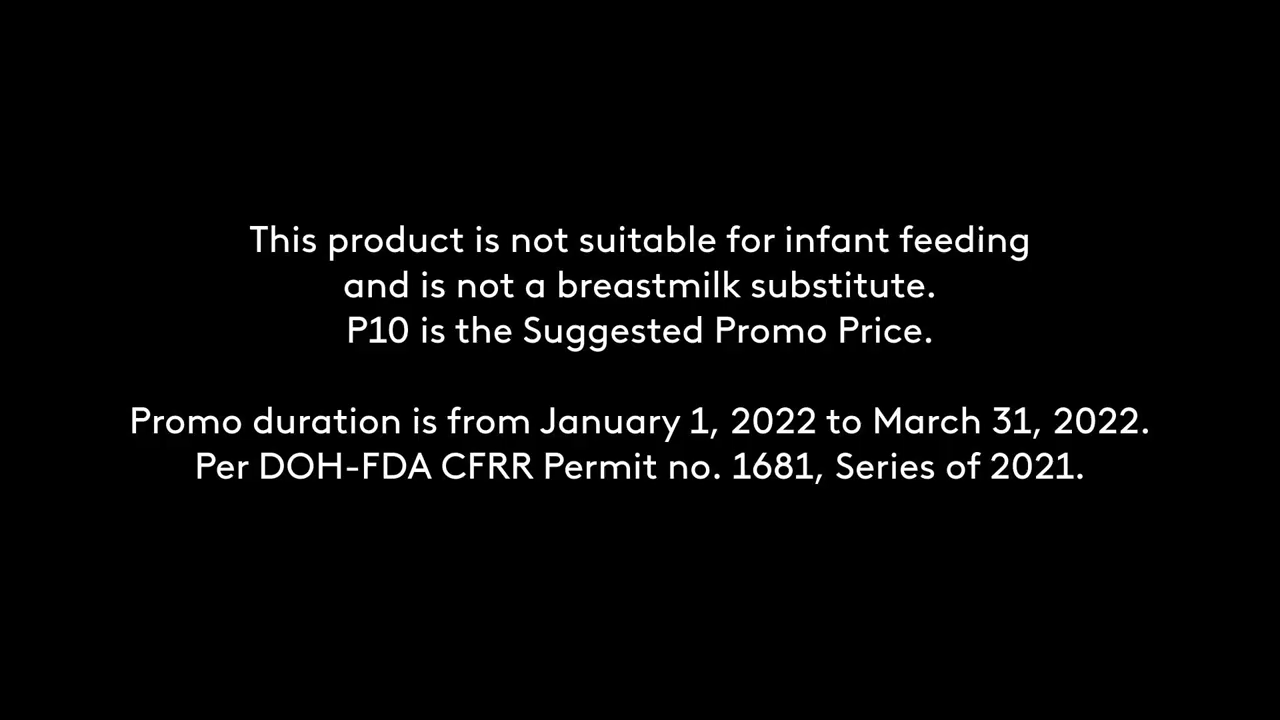 This product is not suitable for infant feeding
and is not a breastmilk substitute.
P10 is the Suggested Promo Price.
Promo duration is from January 1, 2022 to March 31, 2022.
Per DOH-FDA CFRR Permit no. 1681, Series of 2021.